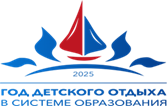 2025
ГОД ДЕТСКОГО ОТДЫХА
В СИСТЕМЕ ОБРАЗОВАНИЯ